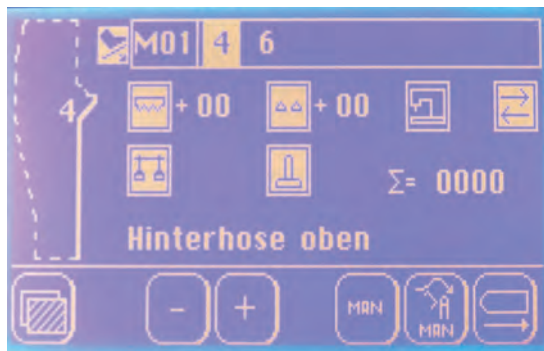 M01 4 6
4 + 00 + 00
Σ= 0000
Hinterhose oben
- + MAN A MAN